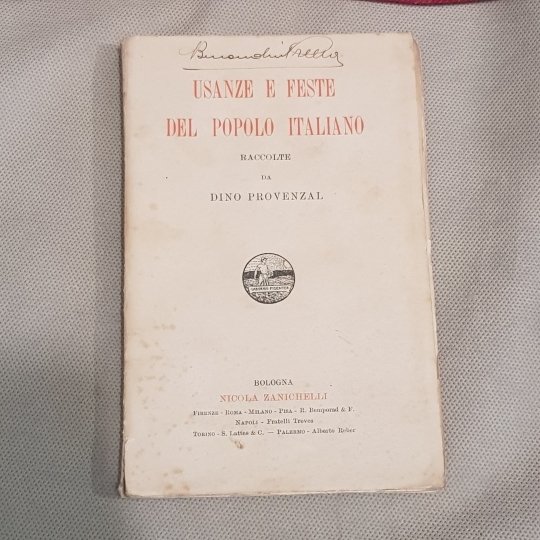 USANZE E FESTE
DEL POPOLO ITALIANO
RACCOLTE
DA
DINO PROVENZAL
BOLOGNA
NICOLA ZANICHELLI
FIRENZE - ROMA - MILANO - PISA - R. Bemporad & F.
NAPOLI - Fratelli Treves
TORINO - S. Lattes & C. — PALERMO - Alberto Reber